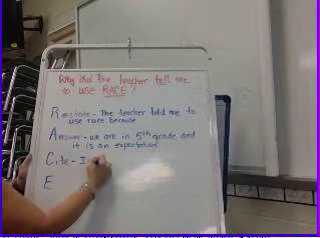 Why did the teacher tell me
to use RACE?
Restate - the teacher told me to
use race because
Answer - we are in 5th grade and
it is an expectation
Cite - I
E